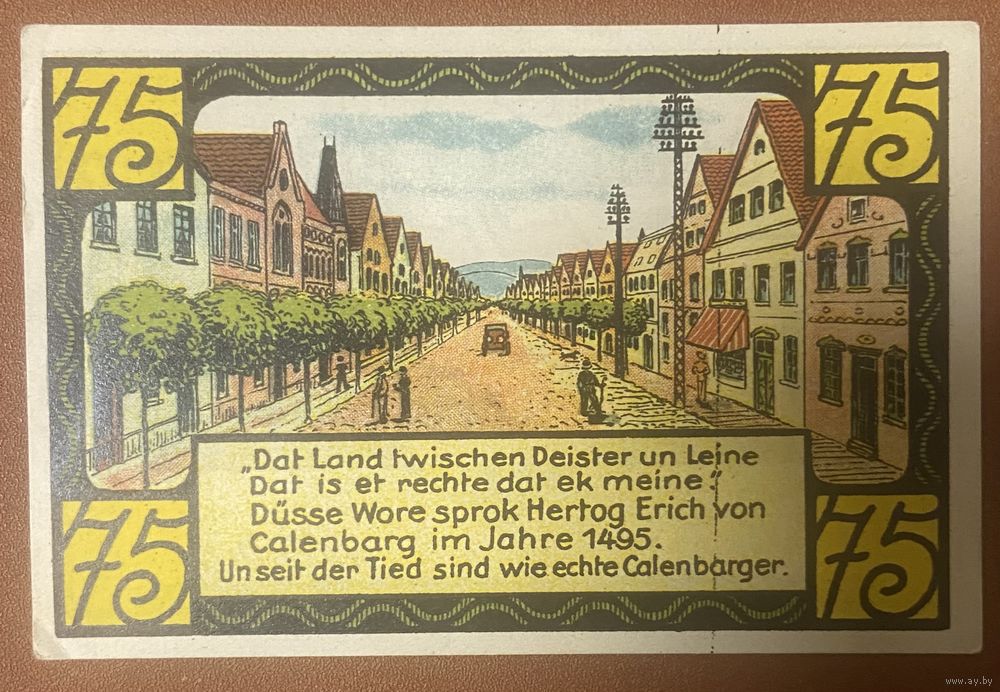 75 75
„Dat Land twischen Deister un Leine
Dat is et rechte dat ek meine."
Düsse Wore sprok Hertog Erich von
Calenbarg im Jahre 1495.
Un seit der Tied sind wie echte Calenbarger.
75 75
www.ay.by